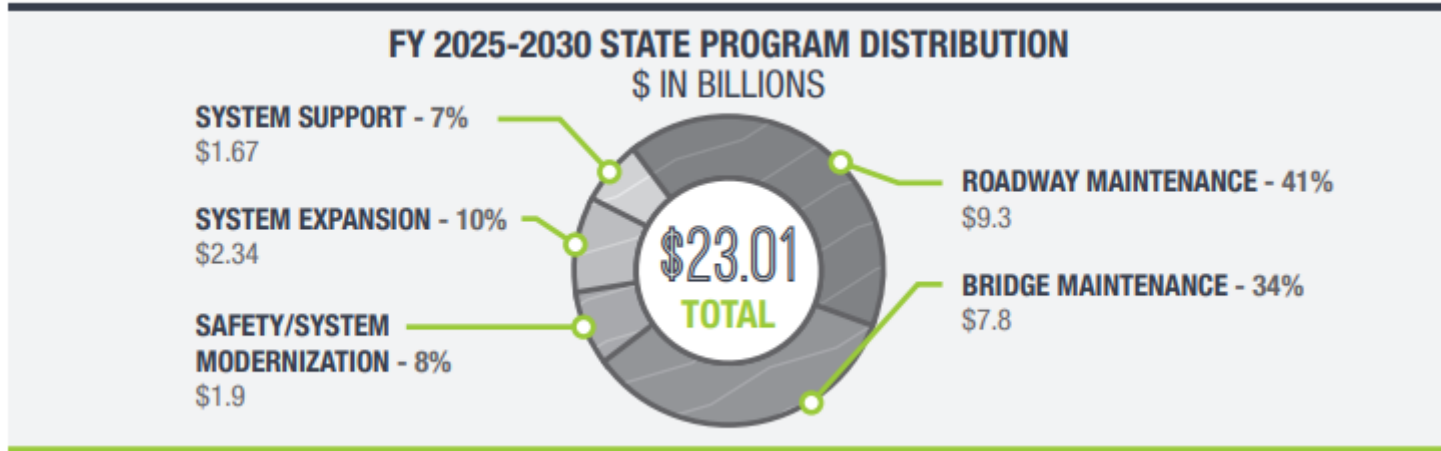 FY 2025-2030 STATE PROGRAM DISTRIBUTION
$ IN BILLIONS
SYSTEM SUPPORT - 7%
$1.67
SYSTEM EXPANSION - 10%
$2.34
SAFETY/SYSTEM
MODERNIZATION - 8%
$1.9
$23.01
TOTAL
ROADWAY MAINTENANCE - 41%
$9.3
BRIDGE MAINTENANCE - 34%
$7.8